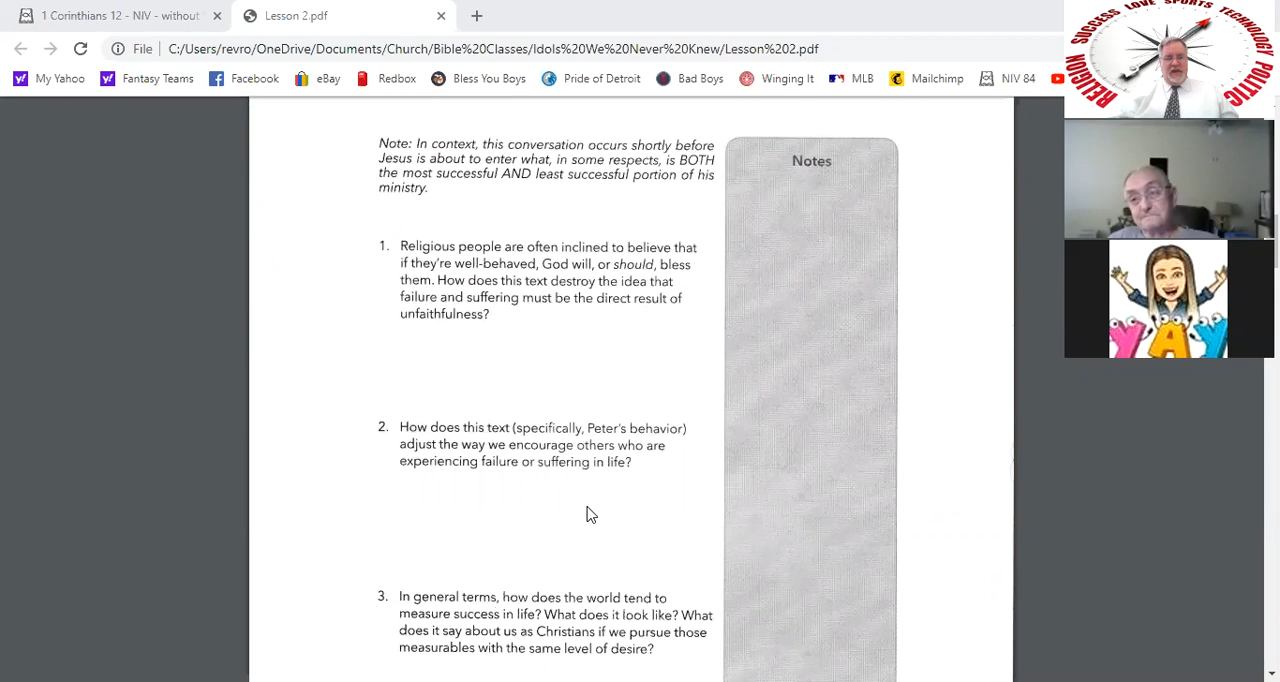 1 Corinthians 12 - NIV - without
Lesson 2.pdf
File
C:/Users/revro/OneDrive/Documents/Church/Bible%20Classes/Idols%20We%20Never%20Knew/Lesson%202.pdf
My Yahoo
Fantasy Teams
Facebook
eBay
Redbox
Bless You Boys
Pride of Detroit
Bad Boys
Winging It
MLB
Mailchimp
NIV 84
RELIGION SUCCESS LOVE SPORTS TECHNOLOGY POLITIC
Note: In context, this conversation occurs shortly before
Jesus is about to enter what, in some respects, is BOTH
the most successful AND least successful portion of his
ministry.
Notes
1. Religious people are often inclined to believe that
if they're well-behaved, God will, or should, bless
them. How does this text destroy the idea that
failure and suffering must be the direct result of
unfaithfulness?
2. How does this text (specifically, Peter's behavior)
adjust the way we encourage others who are
experiencing failure or suffering in life?
3. In general terms, how does the world tend to
measure success in life? What does it look like? What
does it say about us as Christians if we pursue those
measurables with the same level of desire?
YAY